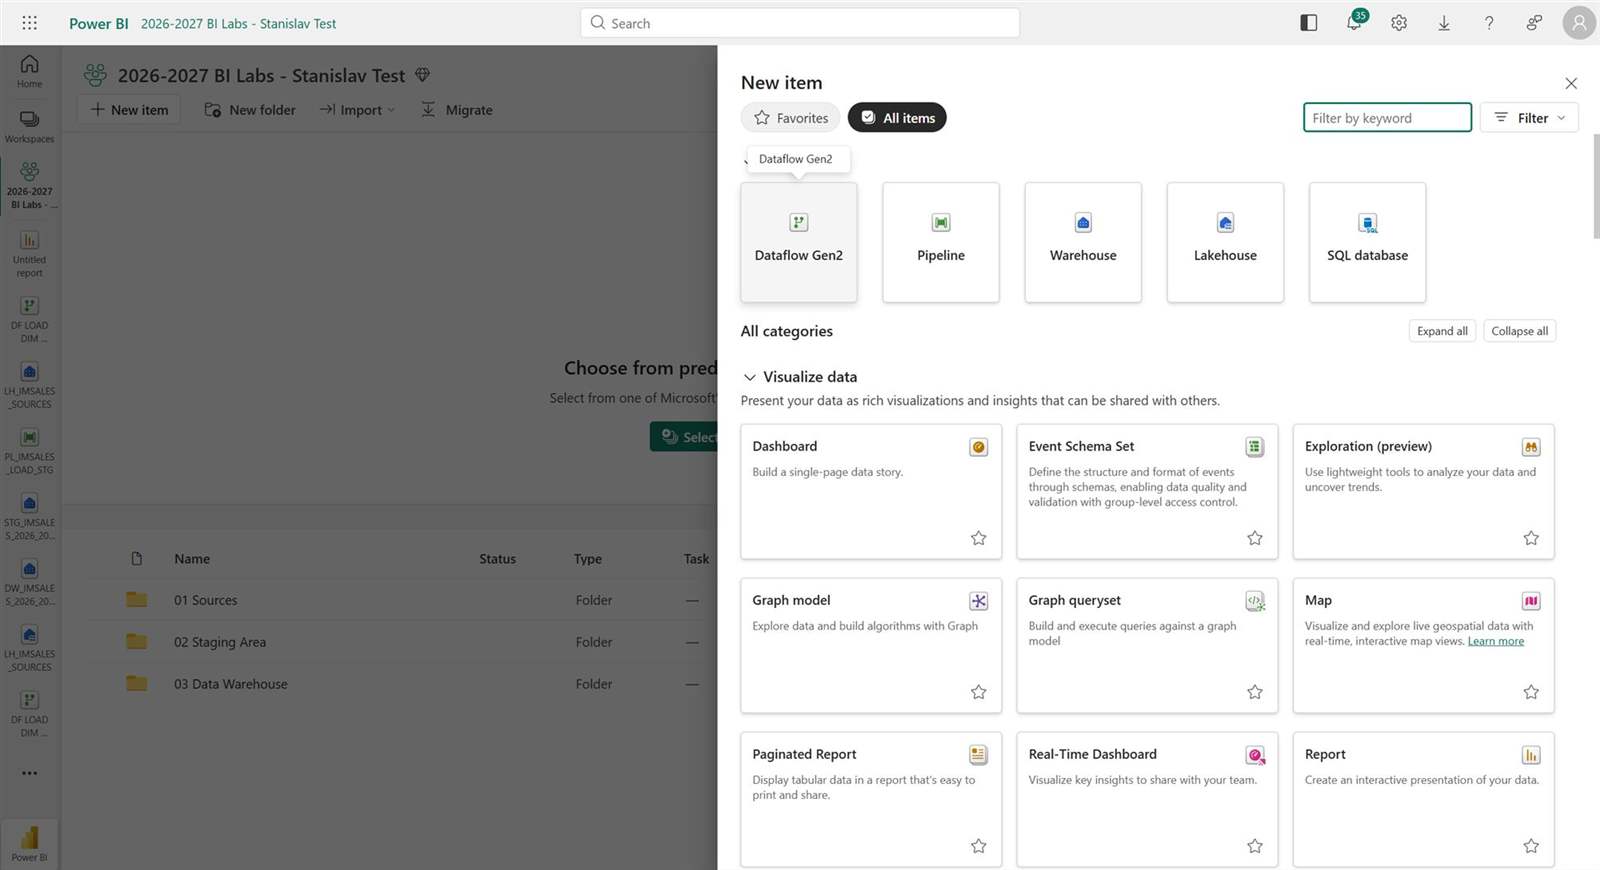 Power BI
2026-2027 BI Labs - Stanislav Test
Search
35
Home
Workspaces
2026-2027
BI Labs - ...
Untitled
report
DF LOAD
DIM ...
LH_IMSALES
_SOURCES
PL_IMSALES
_LOAD_STG
STG_IMSALE
S_2026_20...
DW_IMSALE
S_2026_20...
LH_IMSALES
_SOURCES
DF LOAD
DIM ...
Power BI
2026-2027 BI Labs - Stanislav Test
New item
New folder
Import
Migrate
Choose from pred
Select from one of Microsoft'
Select
Name
Status
Type
Task
01 Sources
Folder
—
02 Staging Area
Folder
—
03 Data Warehouse
Folder
—
New item
Favorites
All items
Filter by keyword
Filter
Dataflow Gen2
Dataflow Gen2
Pipeline
Warehouse
Lakehouse
SQL
SQL database
All categories
Expand all
Collapse all
Visualize data
Present your data as rich visualizations and insights that can be shared with others.
Dashboard
Build a single-page data story.
Event Schema Set
Define the structure and format of events
through schemas, enabling data quality and
validation with group-level access control.
Exploration (preview)
Use lightweight tools to analyze your data and
uncover trends.
Graph model
Explore data and build algorithms with Graph
Graph queryset
Build and execute queries against a graph
model
Map
Visualize and explore live geospatial data with
real-time, interactive map views. Learn more
Paginated Report
Display tabular data in a report that's easy to
print and share.
Real-Time Dashboard
Visualize key insights to share with your team.
Report
Create an interactive presentation of your data.